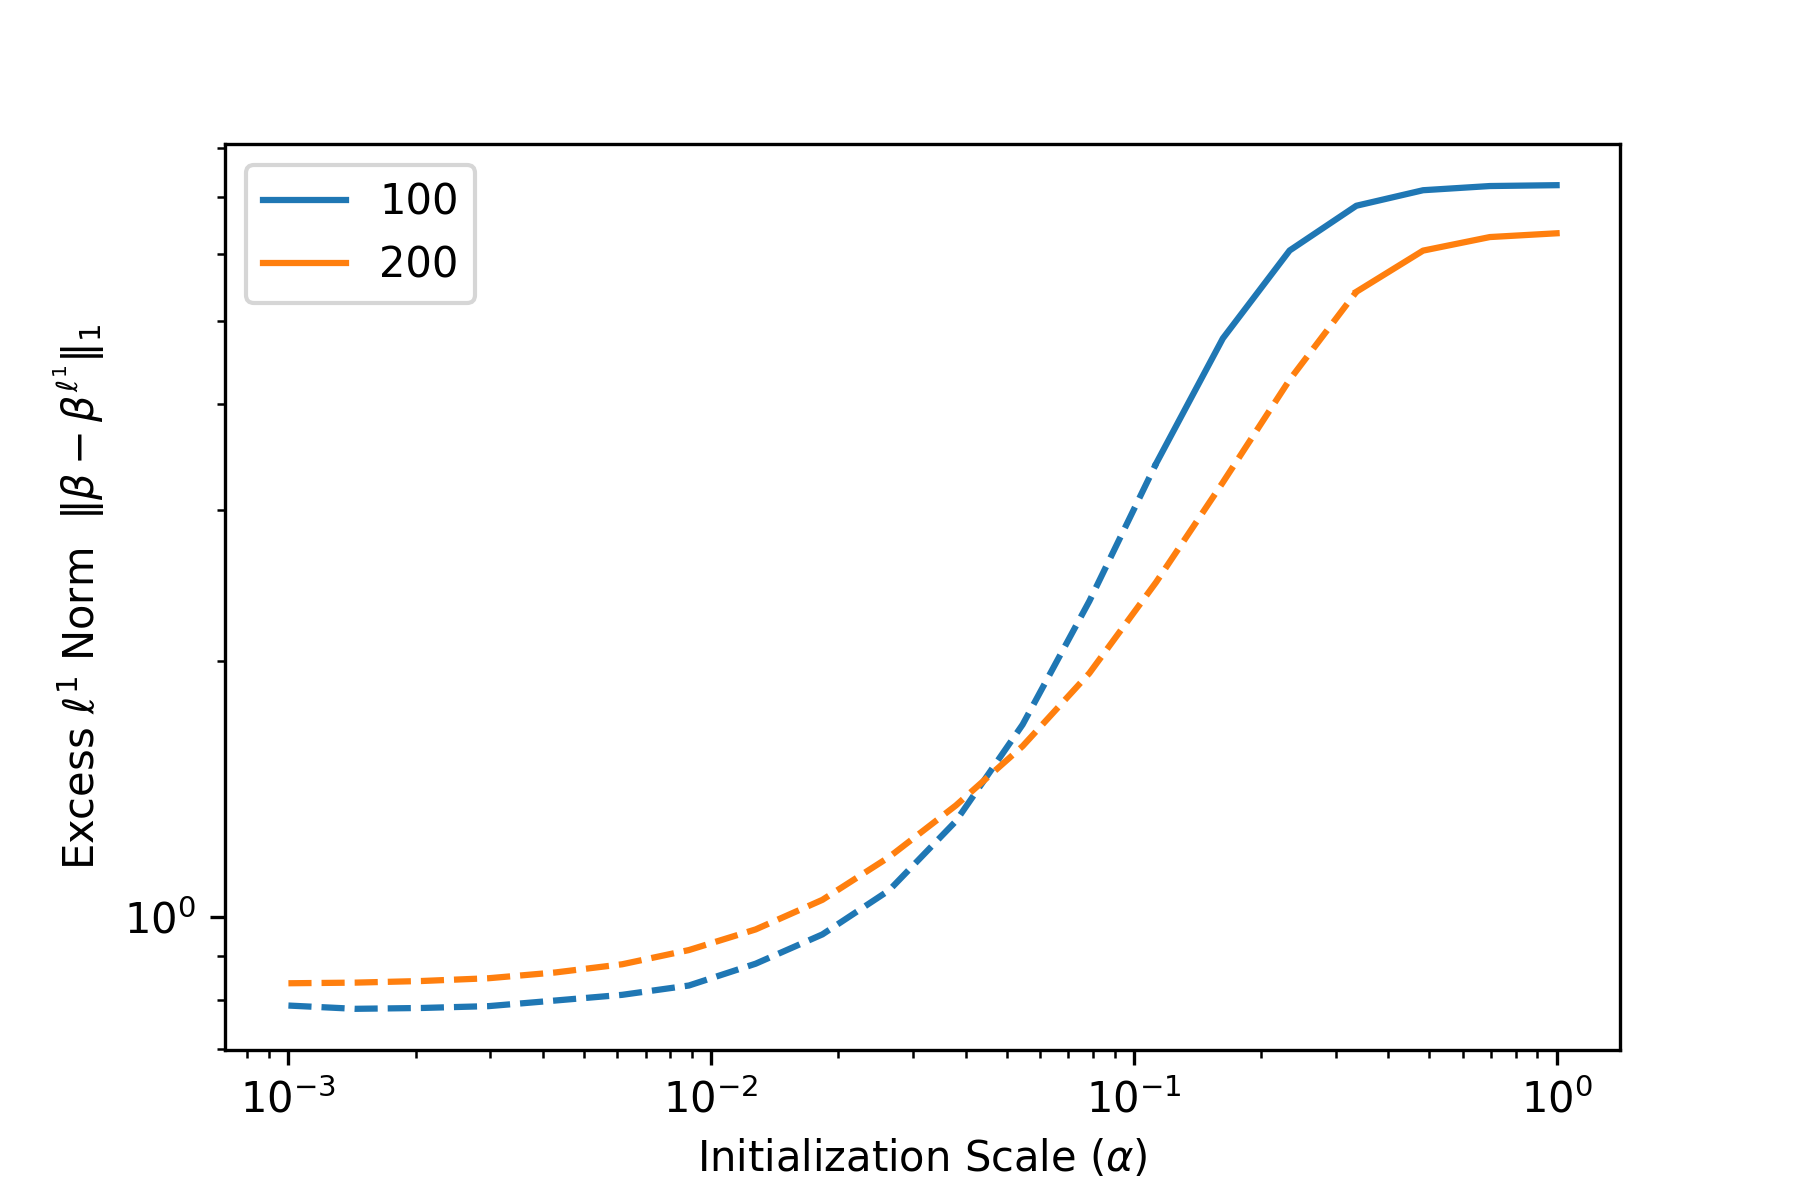 100
200
Excess ℓ¹ Norm ‖β − β^{ℓ¹}‖₁
10⁰
10⁻³ 10⁻² 10⁻¹ 10⁰
Initialization Scale (α)